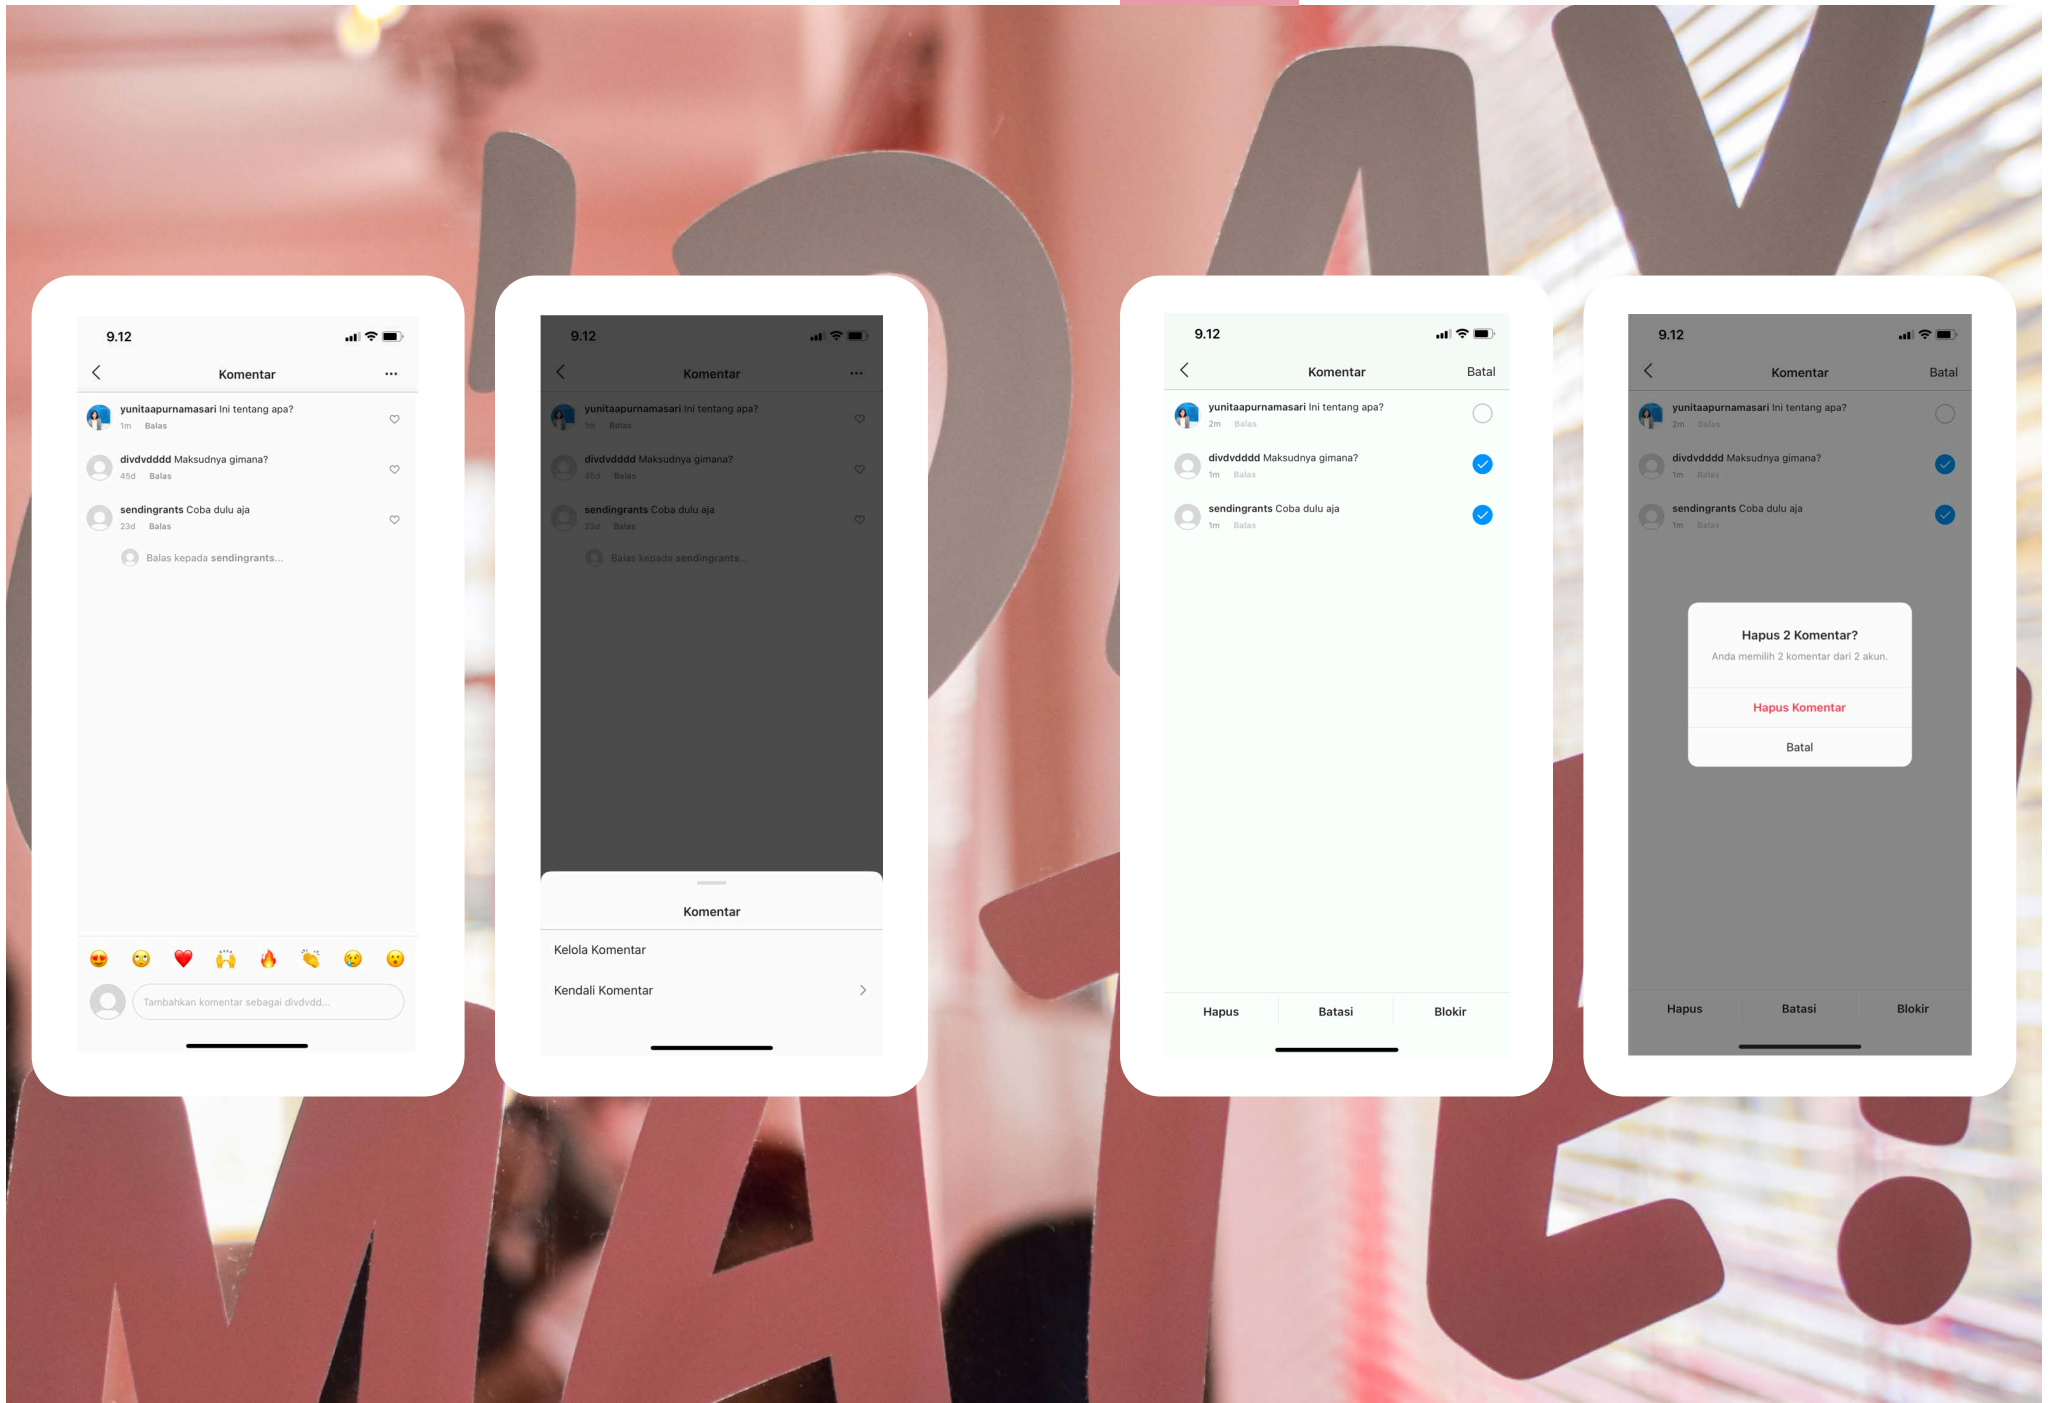 9.12
Komentar
yunitaapurnamasari Ini tentang apa?
1m Balas
divdvdddd Maksudnya gimana?
45d Balas
sendingrants Coba dulu aja
23d Balas
Balas kepada sendingrants...
Tambahkan komentar sebagai divdvdd...
9.12
Komentar
yunitaapurnamasari Ini tentang apa?
1m Balas
divdvdddd Maksudnya gimana?
45d Balas
sendingrants Coba dulu aja
23d Balas
Balas kepada sendingrants...
Komentar
Kelola Komentar
Kendali Komentar
9.12
Komentar Batal
yunitaapurnamasari Ini tentang apa?
2m Balas
divdvdddd Maksudnya gimana?
1m Balas
sendingrants Coba dulu aja
1m Balas
Hapus Batasi Blokir
9.12
Komentar Batal
yunitaapurnamasari Ini tentang apa?
2m Balas
divdvdddd Maksudnya gimana?
1m Balas
sendingrants Coba dulu aja
1m Balas
Hapus 2 Komentar?
Anda memilih 2 komentar dari 2 akun.
Hapus Komentar
Batal
Hapus Batasi Blokir
MATE!